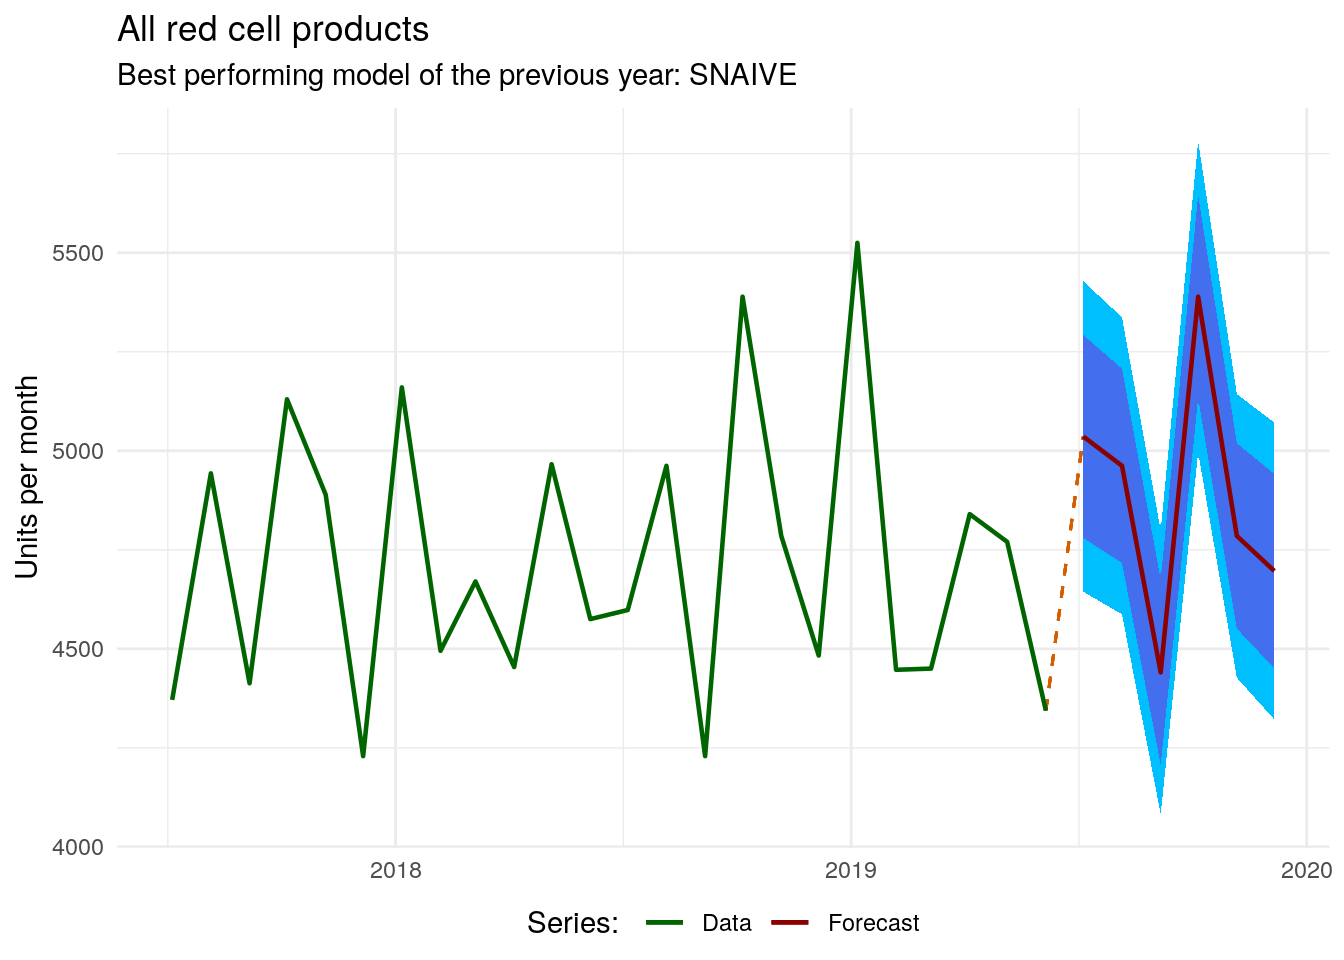 All red cell products
Best performing model of the previous year: SNAIVE
Units per month
5500
5000
4500
4000
2018
2019
2020
Series:
Data
Forecast